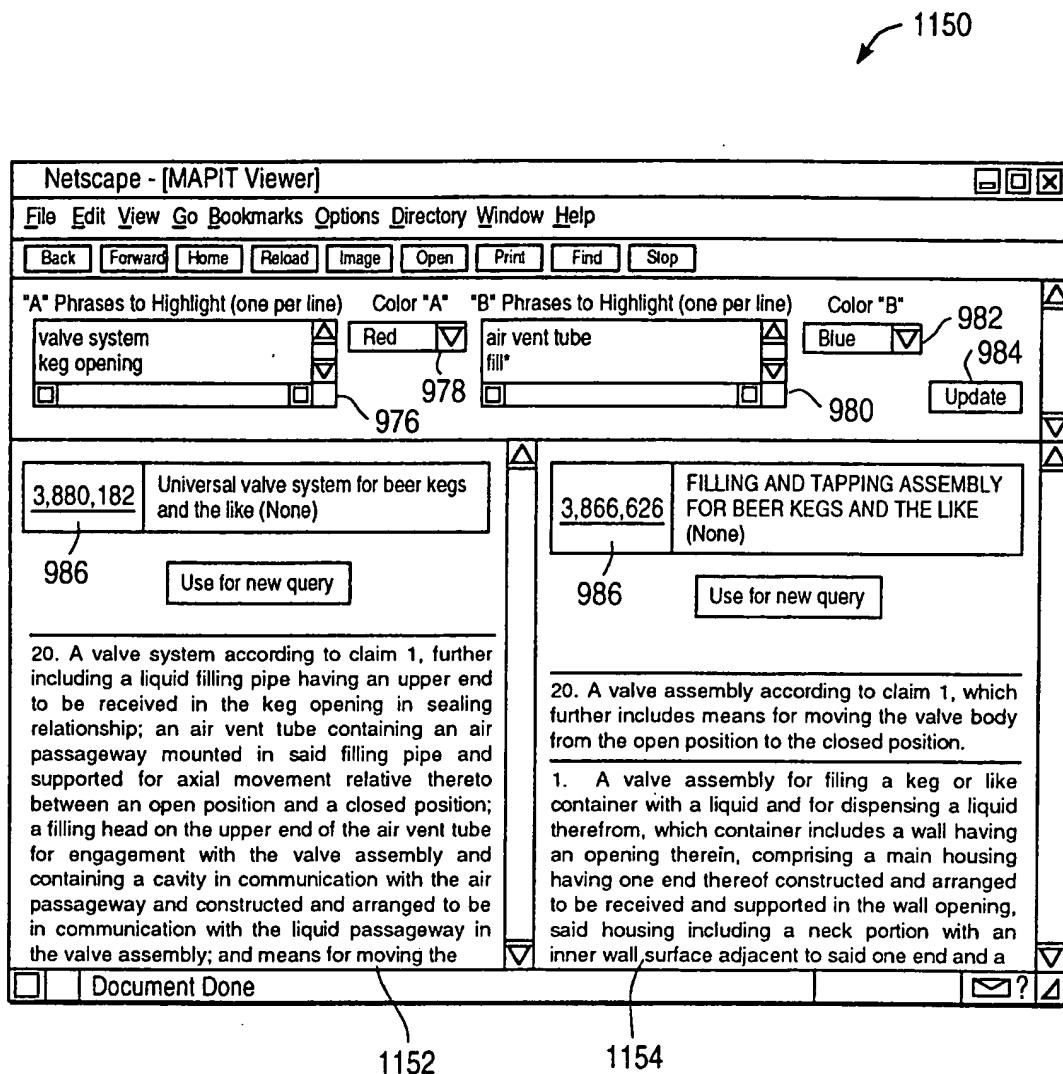 1150
Netscape - [MAPIT Viewer]
File Edit View Go Bookmarks Options Directory Window Help
Back Forward Home Reload Image Open Print Find Stop
"A" Phrases to Highlight (one per line) Color "A" "B" Phrases to Highlight (one per line) Color "B"
valve system
keg opening
Red
air vent tube
fill*
Blue
982
984
978
976
980
Update
3,880,182
Universal valve system for beer kegs
and the like (None)
986
Use for new query
20. A valve system according to claim 1, further
including a liquid filling pipe having an upper end
to be received in the keg opening in sealing
relationship; an air vent tube containing an air
passageway mounted in said filling pipe and
supported for axial movement relative thereto
between an open position and a closed position;
a filling head on the upper end of the air vent tube
for engagement with the valve assembly and
containing a cavity in communication with the air
passageway and constructed and arranged to be
in communication with the liquid passageway in
the valve assembly; and means for moving the
3,866,626
FILLING AND TAPPING ASSEMBLY
FOR BEER KEGS AND THE LIKE
(None)
986
Use for new query
20. A valve assembly according to claim 1, which
further includes means for moving the valve body
from the open position to the closed position.
1. A valve assembly for filing a keg or like
container with a liquid and for dispensing a liquid
therefrom, which container includes a wall having
an opening therein, comprising a main housing
having one end thereof constructed and arranged
to be received and supported in the wall opening,
said housing including a neck portion with an
inner wall surface adjacent to said one end and a
Document Done
?
1152
1154